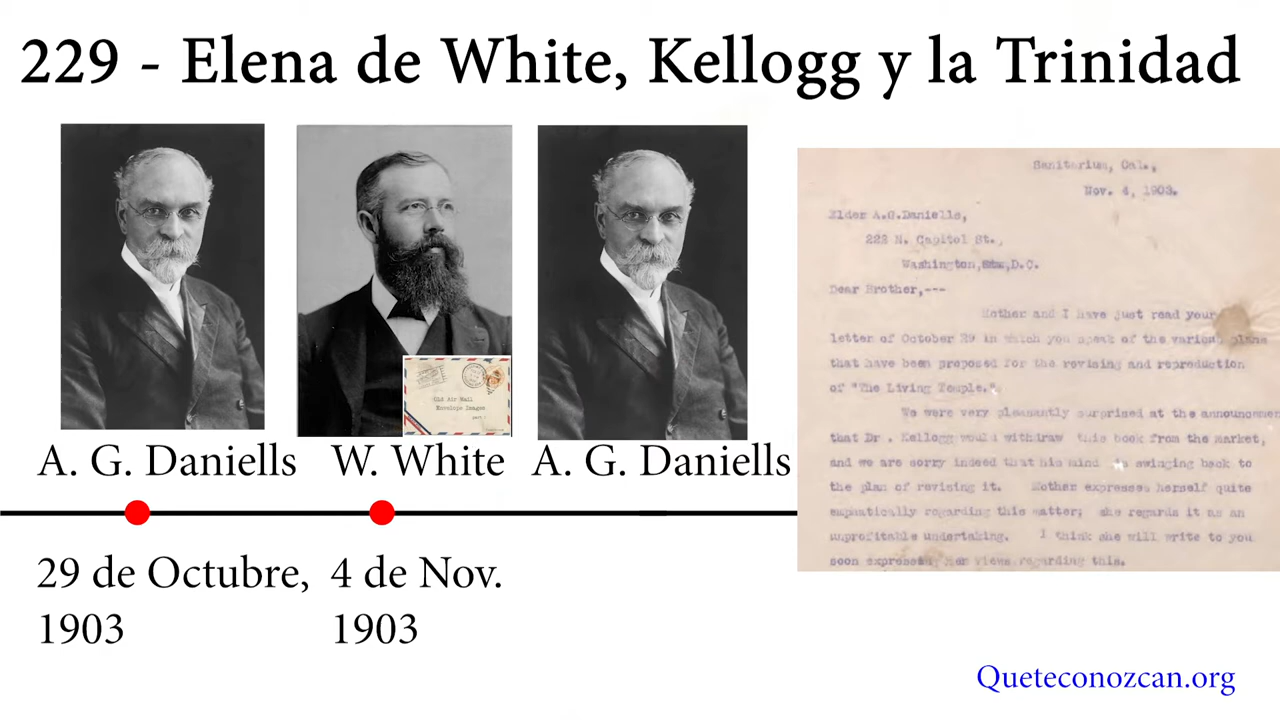 229 - Elena de White, Kellogg y la Trinidad
Sanitarium, Cal.,
Nov. 4, 1903.
Elder A.G.Daniells,
222 N. Capitol St.,
Washington, D.C.
Dear Brother,---
Mother and I have just read your
letter of October 29 in which you speak of the various plans
that have been proposed for the revising and reproduction
of "The Living Temple."
We were very pleasantly surprised at the announcemen
that Dr. Kellogg would withdraw this book from the market,
and we are sorry indeed that his mind is swinging back to
the plan of revising it. Mother expresses herself quite
emphatically regarding this matter; she regards it as an
unprofitable undertaking. I think she will write to you
soon expressing her views regarding this.
Old Air Mail
Envelope Images
A. G. Daniells
W. White
A. G. Daniells
29 de Octubre,
1903
4 de Nov.
1903
Queteconozcan.org